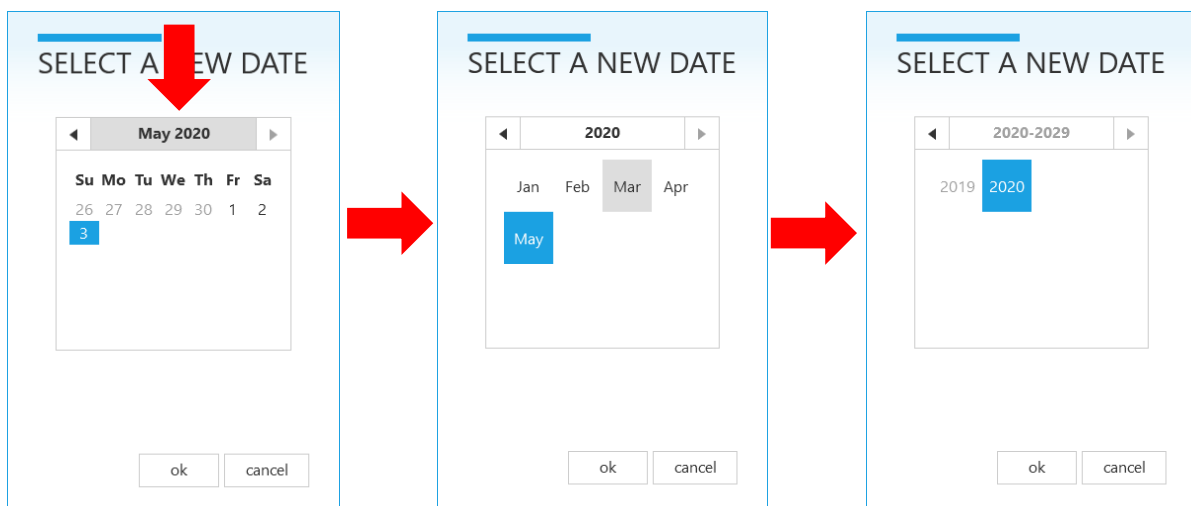 SELECT A NEW DATE
May 2020
Su Mo Tu We Th Fr Sa
26 27 28 29 30 1 2
3
ok cancel
SELECT A NEW DATE
2020
Jan Feb Mar Apr
May
ok cancel
SELECT A NEW DATE
2020-2029
2019 2020
ok cancel